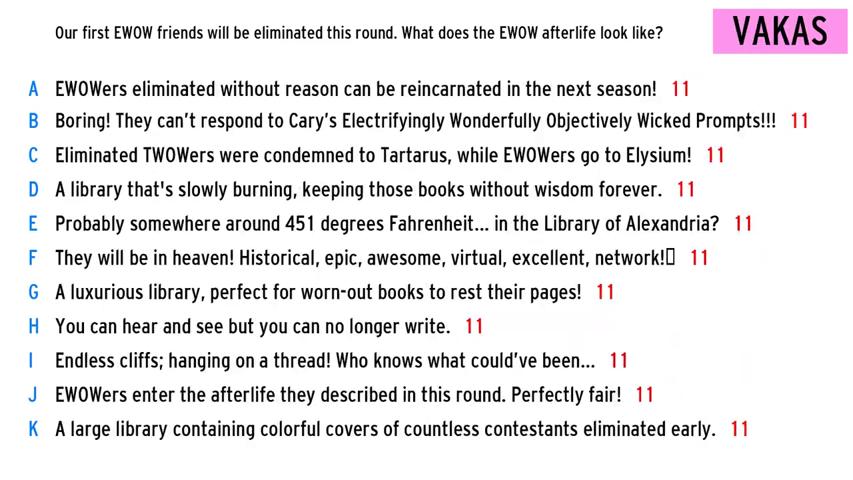 Our first EWOW friends will be eliminated this round. What does the EWOW afterlife look like?
VAKAS
A EWOWers eliminated without reason can be reincarnated in the next season! 11
B Boring! They can’t respond to Cary’s Electrifyingly Wonderfully Objectively Wicked Prompts!!! 11
C Eliminated TWOWers were condemned to Tartarus, while EWOWers go to Elysium! 11
D A library that's slowly burning, keeping those books without wisdom forever. 11
E Probably somewhere around 451 degrees Fahrenheit... in the Library of Alexandria? 11
F They will be in heaven! Historical, epic, awesome, virtual, excellent, network! 11
G A luxurious library, perfect for worn-out books to rest their pages! 11
H You can hear and see but you can no longer write. 11
I Endless cliffs; hanging on a thread! Who knows what could’ve been... 11
J EWOWers enter the afterlife they described in this round. Perfectly fair! 11
K A large library containing colorful covers of countless contestants eliminated early. 11